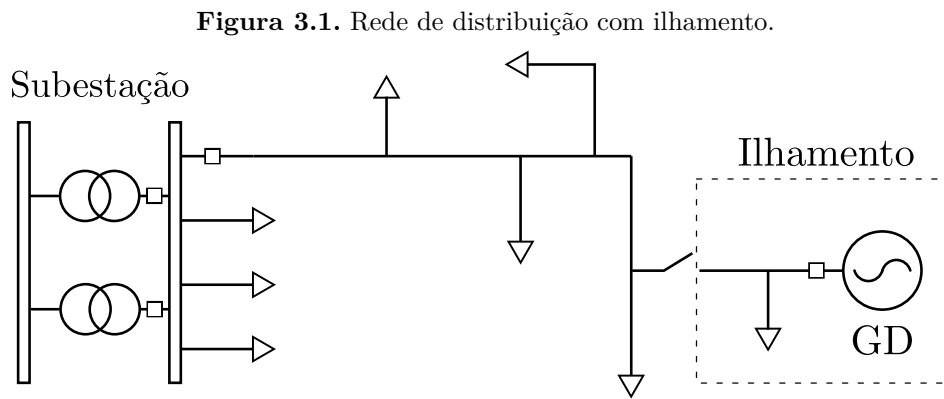 Figura 3.1. Rede de distribuição com ilhamento.
Subestação
Ilhamento
GD